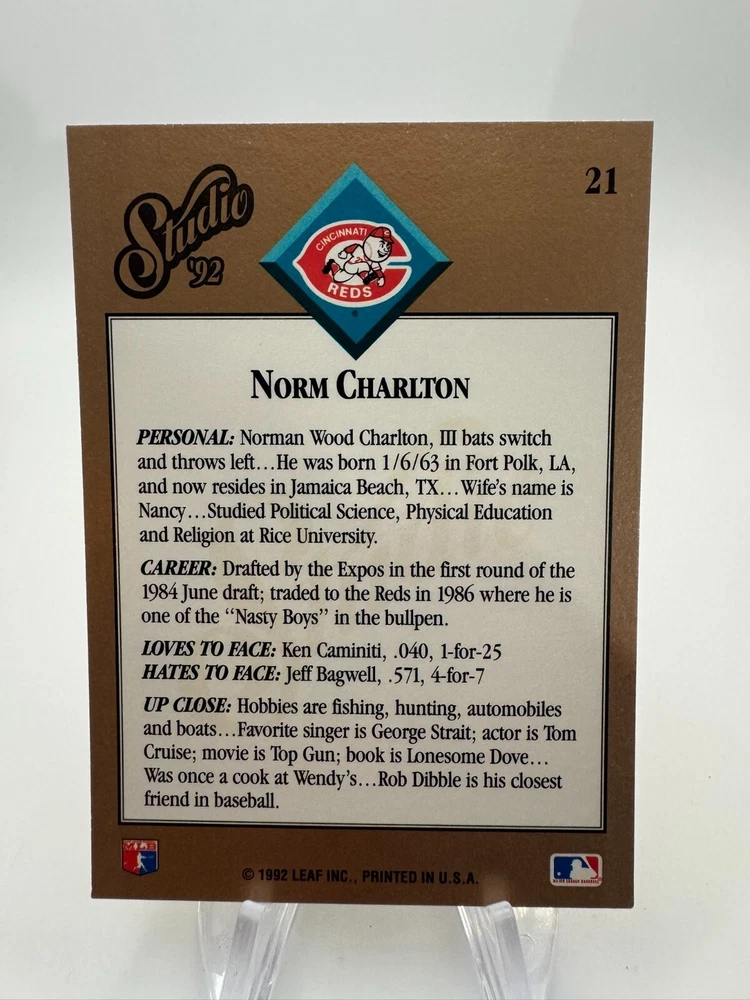 Studio
'92
21
CINCINNATI
REDS
©
NORM CHARLTON
PERSONAL: Norman Wood Charlton, III bats switch
and throws left...He was born 1/6/63 in Fort Polk, LA,
and now resides in Jamaica Beach, TX...Wife's name is
Nancy...Studied Political Science, Physical Education
and Religion at Rice University.
CAREER: Drafted by the Expos in the first round of the
1984 June draft; traded to the Reds in 1986 where he is
one of the “Nasty Boys” in the bullpen.
LOVES TO FACE: Ken Caminiti, .040, 1-for-25
HATES TO FACE: Jeff Bagwell, .571, 4-for-7
UP CLOSE: Hobbies are fishing, hunting, automobiles
and boats...Favorite singer is George Strait; actor is Tom
Cruise; movie is Top Gun; book is Lonesome Dove...
Was once a cook at Wendy's...Rob Dibble is his closest
friend in baseball.
© 1992 LEAF INC., PRINTED IN U.S.A.
MAJOR LEAGUE BASEBALL